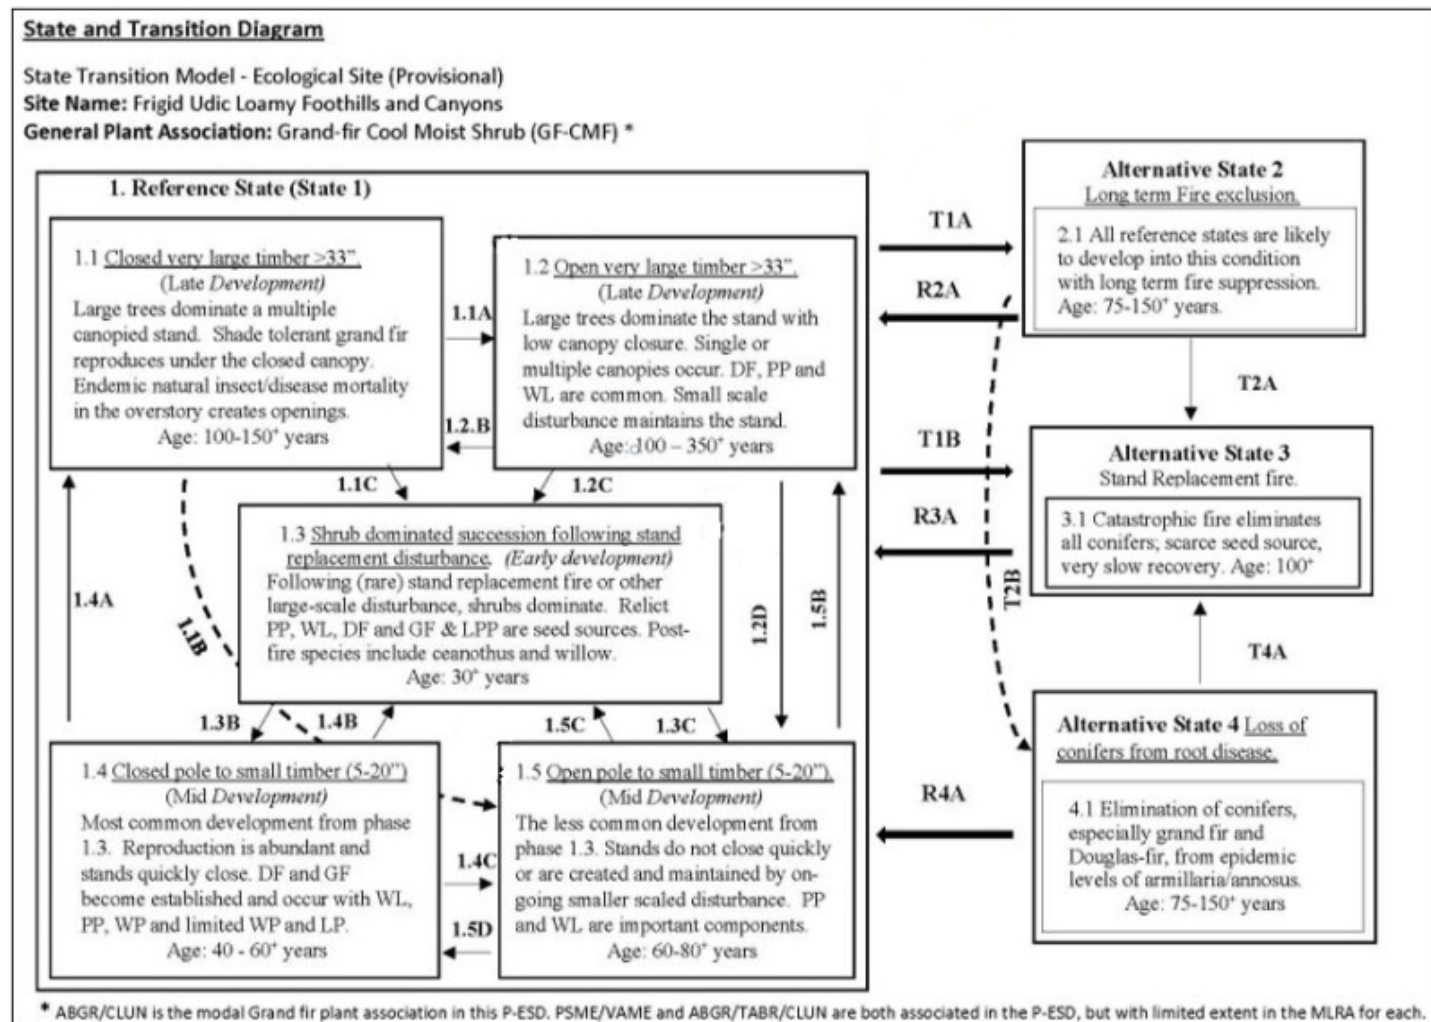 State and Transition Diagram
State Transition Model - Ecological Site (Provisional)
Site Name: Frigid Udic Loamy Foothills and Canyons
General Plant Association: Grand-fir Cool Moist Shrub (GF-CMF) *
1. Reference State (State 1)
1.1 Closed very large timber >33".
(Late Development)
Large trees dominate a multiple
canopied stand. Shade tolerant grand fir
reproduces under the closed canopy.
Endemic natural insect/disease mortality
in the overstory creates openings.
Age: 100-150+ years
1.1A
1.2.B
1.2 Open very large timber >33".
(Late Development)
Large trees dominate the stand with
low canopy closure. Single or
multiple canopies occur. DF, PP and
WL are common. Small scale
disturbance maintains the stand.
Age:d100 – 350+ years
1.1C
1.2C
1.3 Shrub dominated succession following stand
replacement disturbance. (Early development)
Following (rare) stand replacement fire or other
large-scale disturbance, shrubs dominate. Relict
PP, WL, DF and GF & LPP are seed sources. Post-
fire species include ceanothus and willow.
Age: 30+ years
1.4A
1.1B
1.2D
1.5B
1.3B
1.4B
1.5C
1.3C
1.4 Closed pole to small timber (5-20")
(Mid Development)
Most common development from phase
1.3. Reproduction is abundant and
stands quickly close. DF and GF
become established and occur with WL,
PP, WP and limited WP and LP.
Age: 40 - 60+ years
1.4C
1.5D
1.5 Open pole to small timber (5-20").
(Mid Development)
The less common development from
phase 1.3. Stands do not close quickly
or are created and maintained by on-
going smaller scaled disturbance. PP
and WL are important components.
Age: 60-80+ years
T1A
R2A
T1B
R3A
T2B
R4A
Alternative State 2
Long term Fire exclusion.
2.1 All reference states are likely
to develop into this condition
with long term fire suppression.
Age: 75-150+ years.
T2A
Alternative State 3
Stand Replacement fire.
3.1 Catastrophic fire eliminates
all conifers; scarce seed source,
very slow recovery. Age: 100+
T4A
Alternative State 4 Loss of
conifers from root disease.
4.1 Elimination of conifers,
especially grand fir and
Douglas-fir, from epidemic
levels of armillaria/annosus.
Age: 75-150+ years
* ABGR/CLUN is the modal Grand fir plant association in this P-ESD. PSME/VAME and ABGR/TABR/CLUN are both associated in the P-ESD, but with limited extent in the MLRA for each.